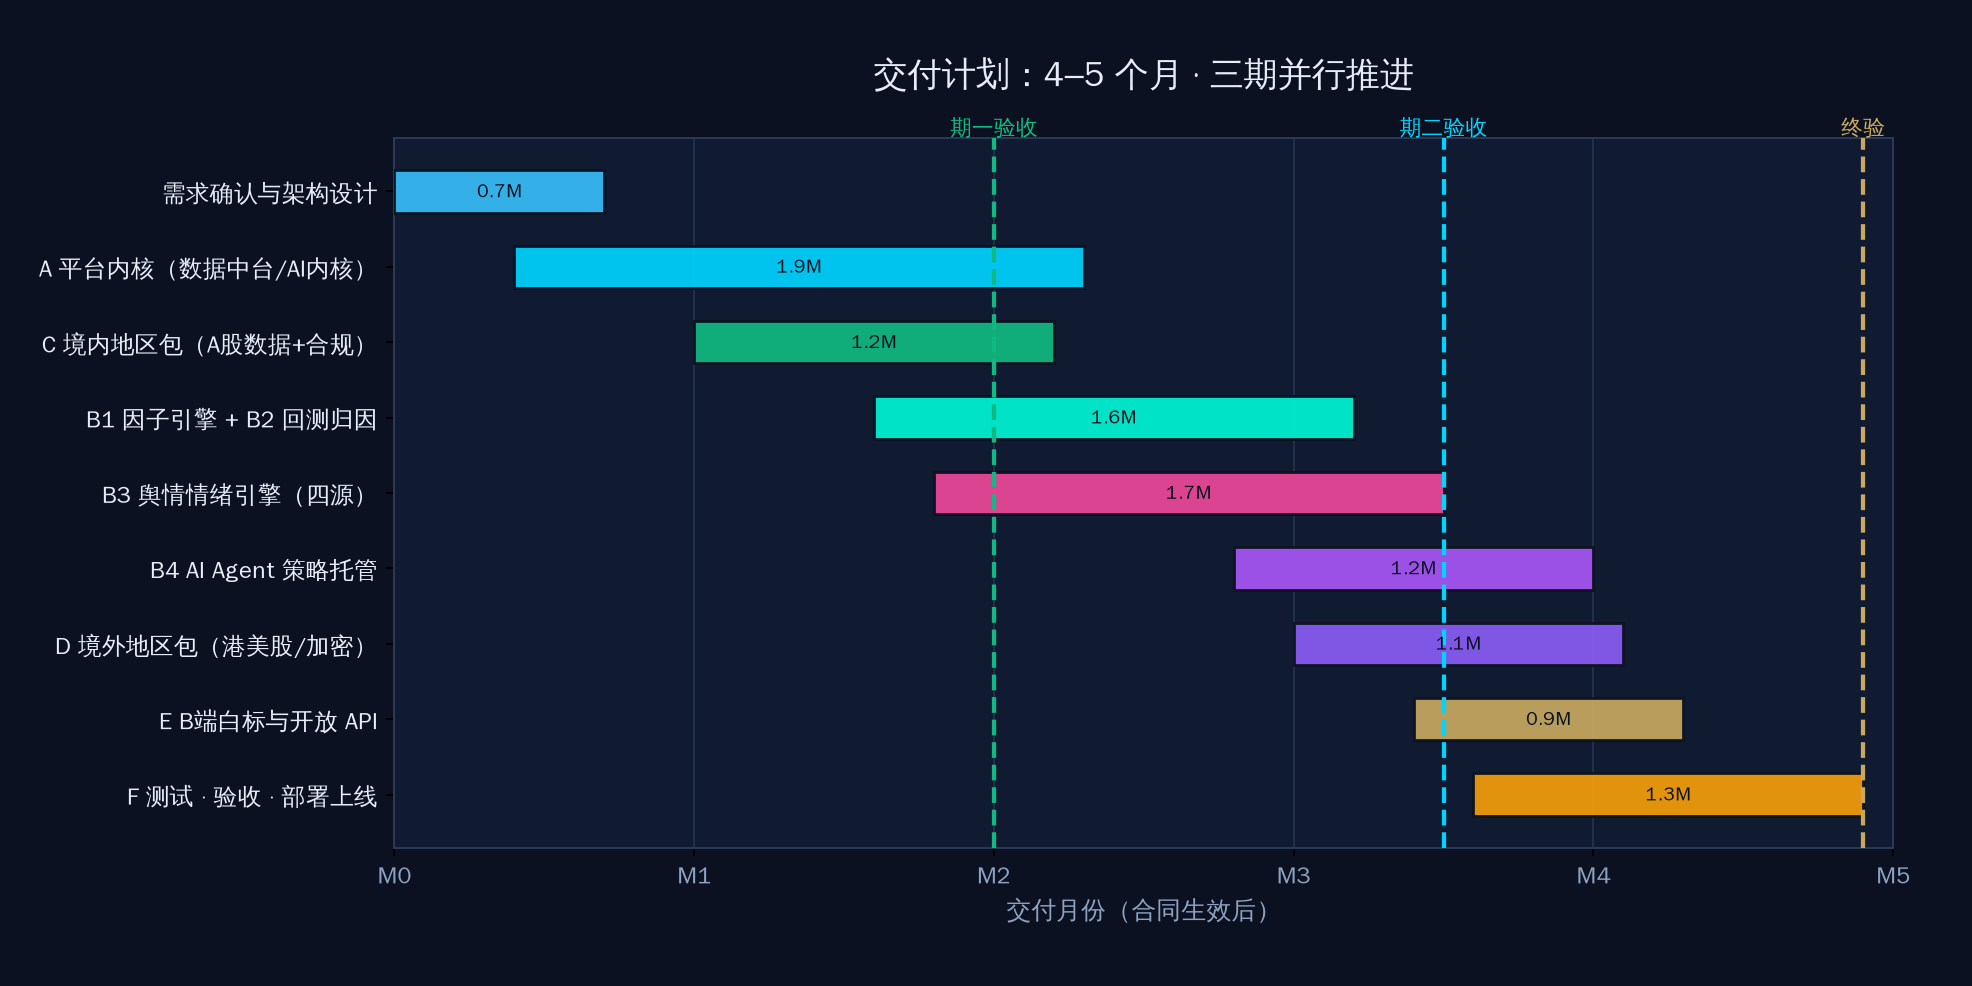 交付计划：4–5 个月 · 三期并行推进
期一验收
期二验收
终验
需求确认与架构设计
0.7M
A 平台内核（数据中台/AI内核）
1.9M
C 境内地区包（A股数据+合规）
1.2M
B1 因子引擎 + B2 回测归因
1.6M
B3 舆情情绪引擎（四源）
1.7M
B4 AI Agent 策略托管
1.2M
D 境外地区包（港美股/加密）
1.1M
E B端白标与开放 API
0.9M
F 测试 · 验收 · 部署上线
1.3M
M0
M1
M2
M3
M4
M5
交付月份（合同生效后）